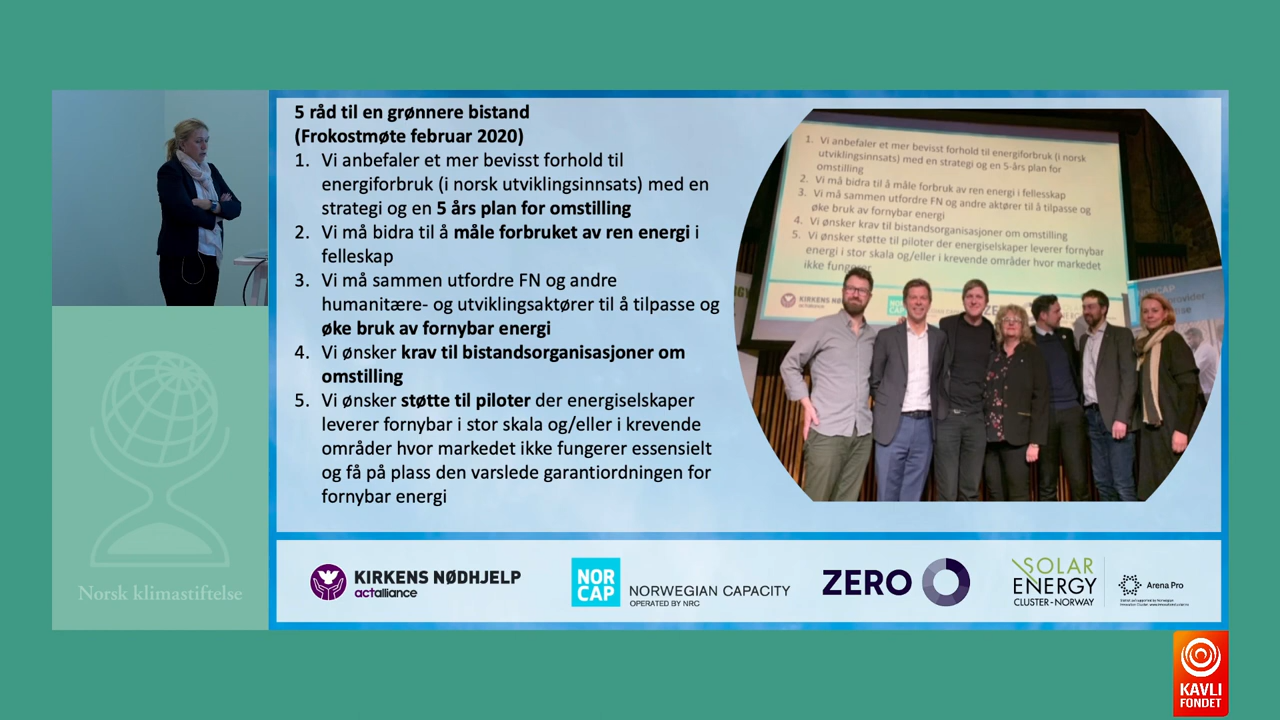 5 råd til en grønnere bistand
(Frokostmøte februar 2020)
1. Vi anbefaler et mer bevisst forhold til
energiforbruk (i norsk utviklingsinnsats) med en
strategi og en 5 års plan for omstilling
2. Vi må bidra til å måle forbruket av ren energi i
felleskap
3. Vi må sammen utfordre FN og andre
humanitære- og utviklingsaktører til å tilpasse og
øke bruk av fornybar energi
4. Vi ønsker krav til bistandsorganisasjoner om
omstilling
5. Vi ønsker støtte til piloter der energiselskaper
leverer fornybar i stor skala og/eller i krevende
områder hvor markedet ikke fungerer essensielt
og få på plass den varslede garantiordningen for
fornybar energi
1. Vi anbefaler et mer bevisst forhold til energiforbruk (i norsk
utviklingsinnsats) med en strategi og en 5-års plan for
omstilling
2. Vi må bidra til å måle forbruk av ren energi i fellesskap
3. Vi må sammen utfordre FN og andre aktører til å tilpasse og
øke bruk av fornybar energi
4. Vi ønsker krav til bistandsorganisasjoner om omstilling
5. Vi ønsker støtte til piloter der energiselskaper leverer fornybar
energi i stor skala og/eller i krevende områder hvor markedet
ikke fungerer
KIRKENS NØDHJELP
actalliance
NORCAP
provider
Norsk klimastiftelse
KIRKENS NØDHJELP
actalliance
NOR
CAP
NORWEGIAN CAPACITY
OPERATED BY NRC
ZERO
SOLAR
ENERGY
CLUSTER-NORWAY
Arena Pro
KAVLI
FONDET